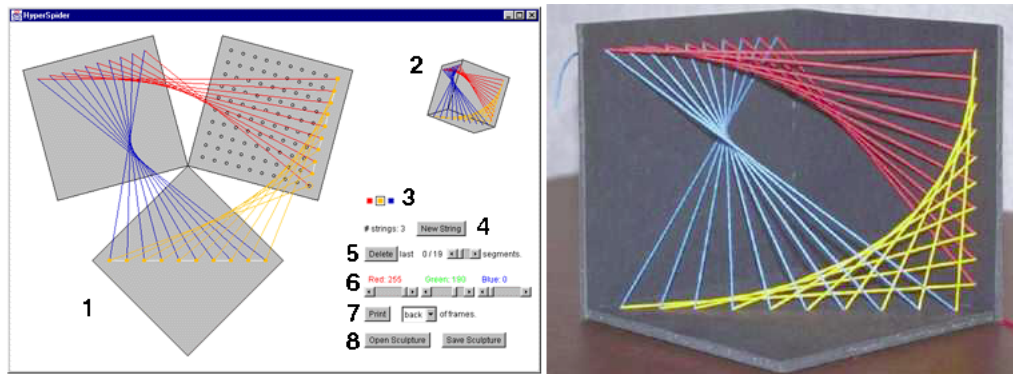 HyperSpider
2
3
# strings: 3 New String 4
5 Delete last 0 / 19 segments.
Red: 255 Green: 193 Blue: 0
6
7 Print back of frames.
8 Open Sculpture Save Sculpture
1